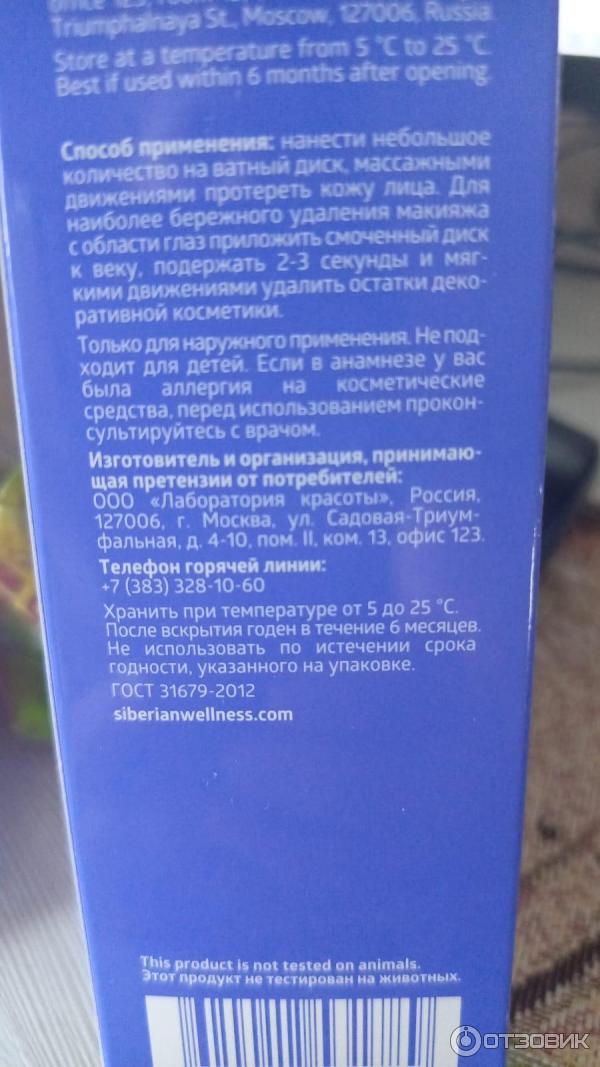 Triumphalnaya St., Moscow, 127006, Russia.
Store at a temperature from 5 °C to 25 °C.
Best if used within 6 months after opening.
Способ применения: нанести небольшое
количество на ватный диск, массажными
движениями протереть кожу лица. Для
наиболее бережного удаления макияжа
с области глаз приложить смоченный диск
к веку, подержать 2-3 секунды и мяг-
кими движениями удалить остатки деко-
ративной косметики.
Только для наружного применения. Не под-
ходит для детей. Если в анамнезе у вас
была аллергия на косметические
средства, перед использованием прокон-
сультируйтесь с врачом.
Изготовитель и организация, принимаю-
щая претензии от потребителей:
ООО «Лаборатория красоты», Россия,
127006, г. Москва, ул. Садовая-Триум-
фальная, д. 4-10, пом. II, ком. 13, офис 123.
Телефон горячей линии:
+7 (383) 328-10-60
Хранить при температуре от 5 до 25 °C.
После вскрытия годен в течение 6 месяцев.
Не использовать по истечении срока
годности, указанного на упаковке.
ГОСТ 31679-2012
siberianwellness.com
This product is not tested on animals.
Этот продукт не тестирован на животных.
ОТЗОВИК